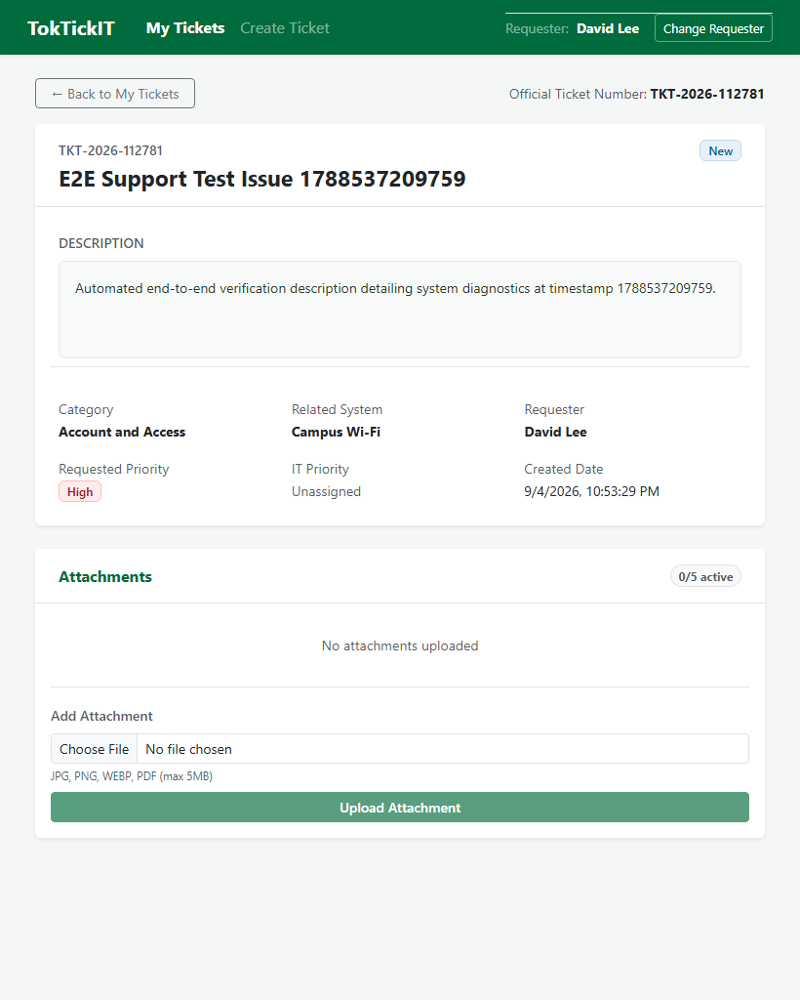 TokTickIT My Tickets Create Ticket Requester: David Lee Change Requester
← Back to My Tickets Official Ticket Number: TKT-2026-112781
TKT-2026-112781 New
E2E Support Test Issue 1788537209759
DESCRIPTION
Automated end-to-end verification description detailing system diagnostics at timestamp 1788537209759.
Category Related System Requester
Account and Access Campus Wi-Fi David Lee
Requested Priority IT Priority Created Date
High Unassigned 9/4/2026, 10:53:29 PM
Attachments 0/5 active
No attachments uploaded
Add Attachment
Choose File No file chosen
JPG, PNG, WEBP, PDF (max 5MB)
Upload Attachment